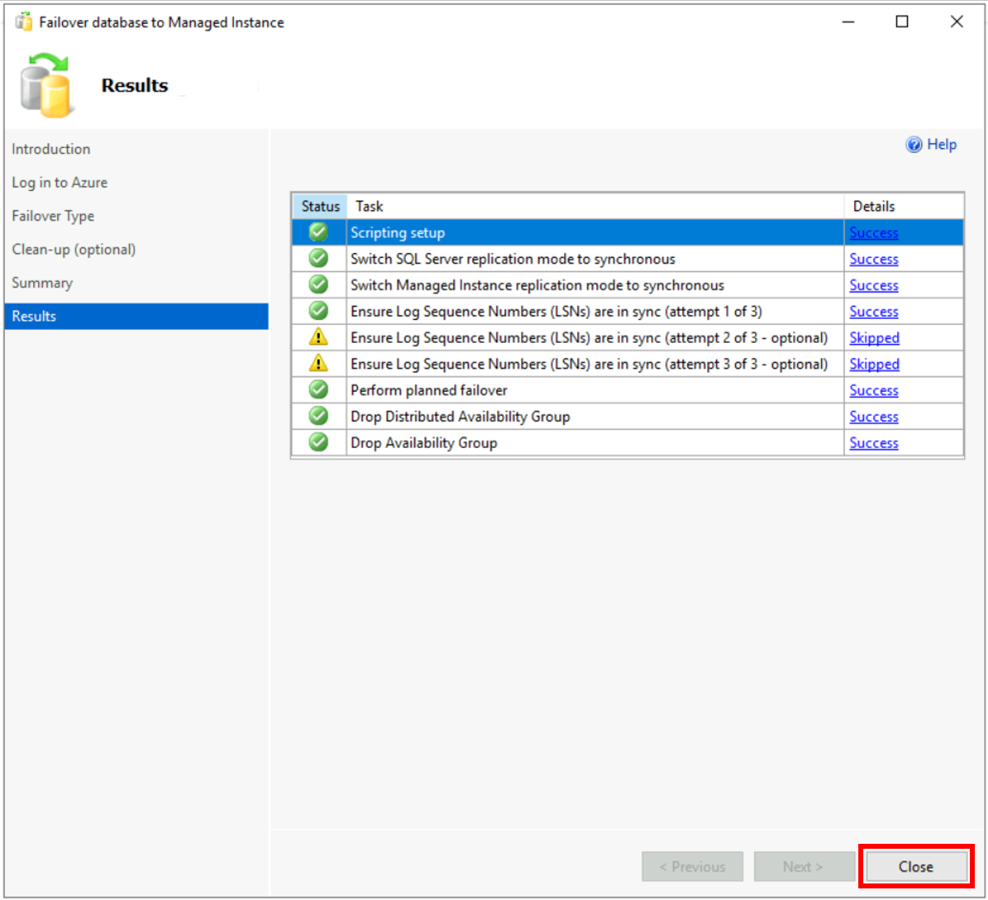 Failover database to Managed Instance
Results
Introduction
Log in to Azure
Failover Type
Clean-up (optional)
Summary
Results
Help
Status Task Details
Scripting setup Success
Switch SQL Server replication mode to synchronous Success
Switch Managed Instance replication mode to synchronous Success
Ensure Log Sequence Numbers (LSNs) are in sync (attempt 1 of 3) Success
Ensure Log Sequence Numbers (LSNs) are in sync (attempt 2 of 3 - optional) Skipped
Ensure Log Sequence Numbers (LSNs) are in sync (attempt 3 of 3 - optional) Skipped
Perform planned failover Success
Drop Distributed Availability Group Success
Drop Availability Group Success
< Previous Next > Close